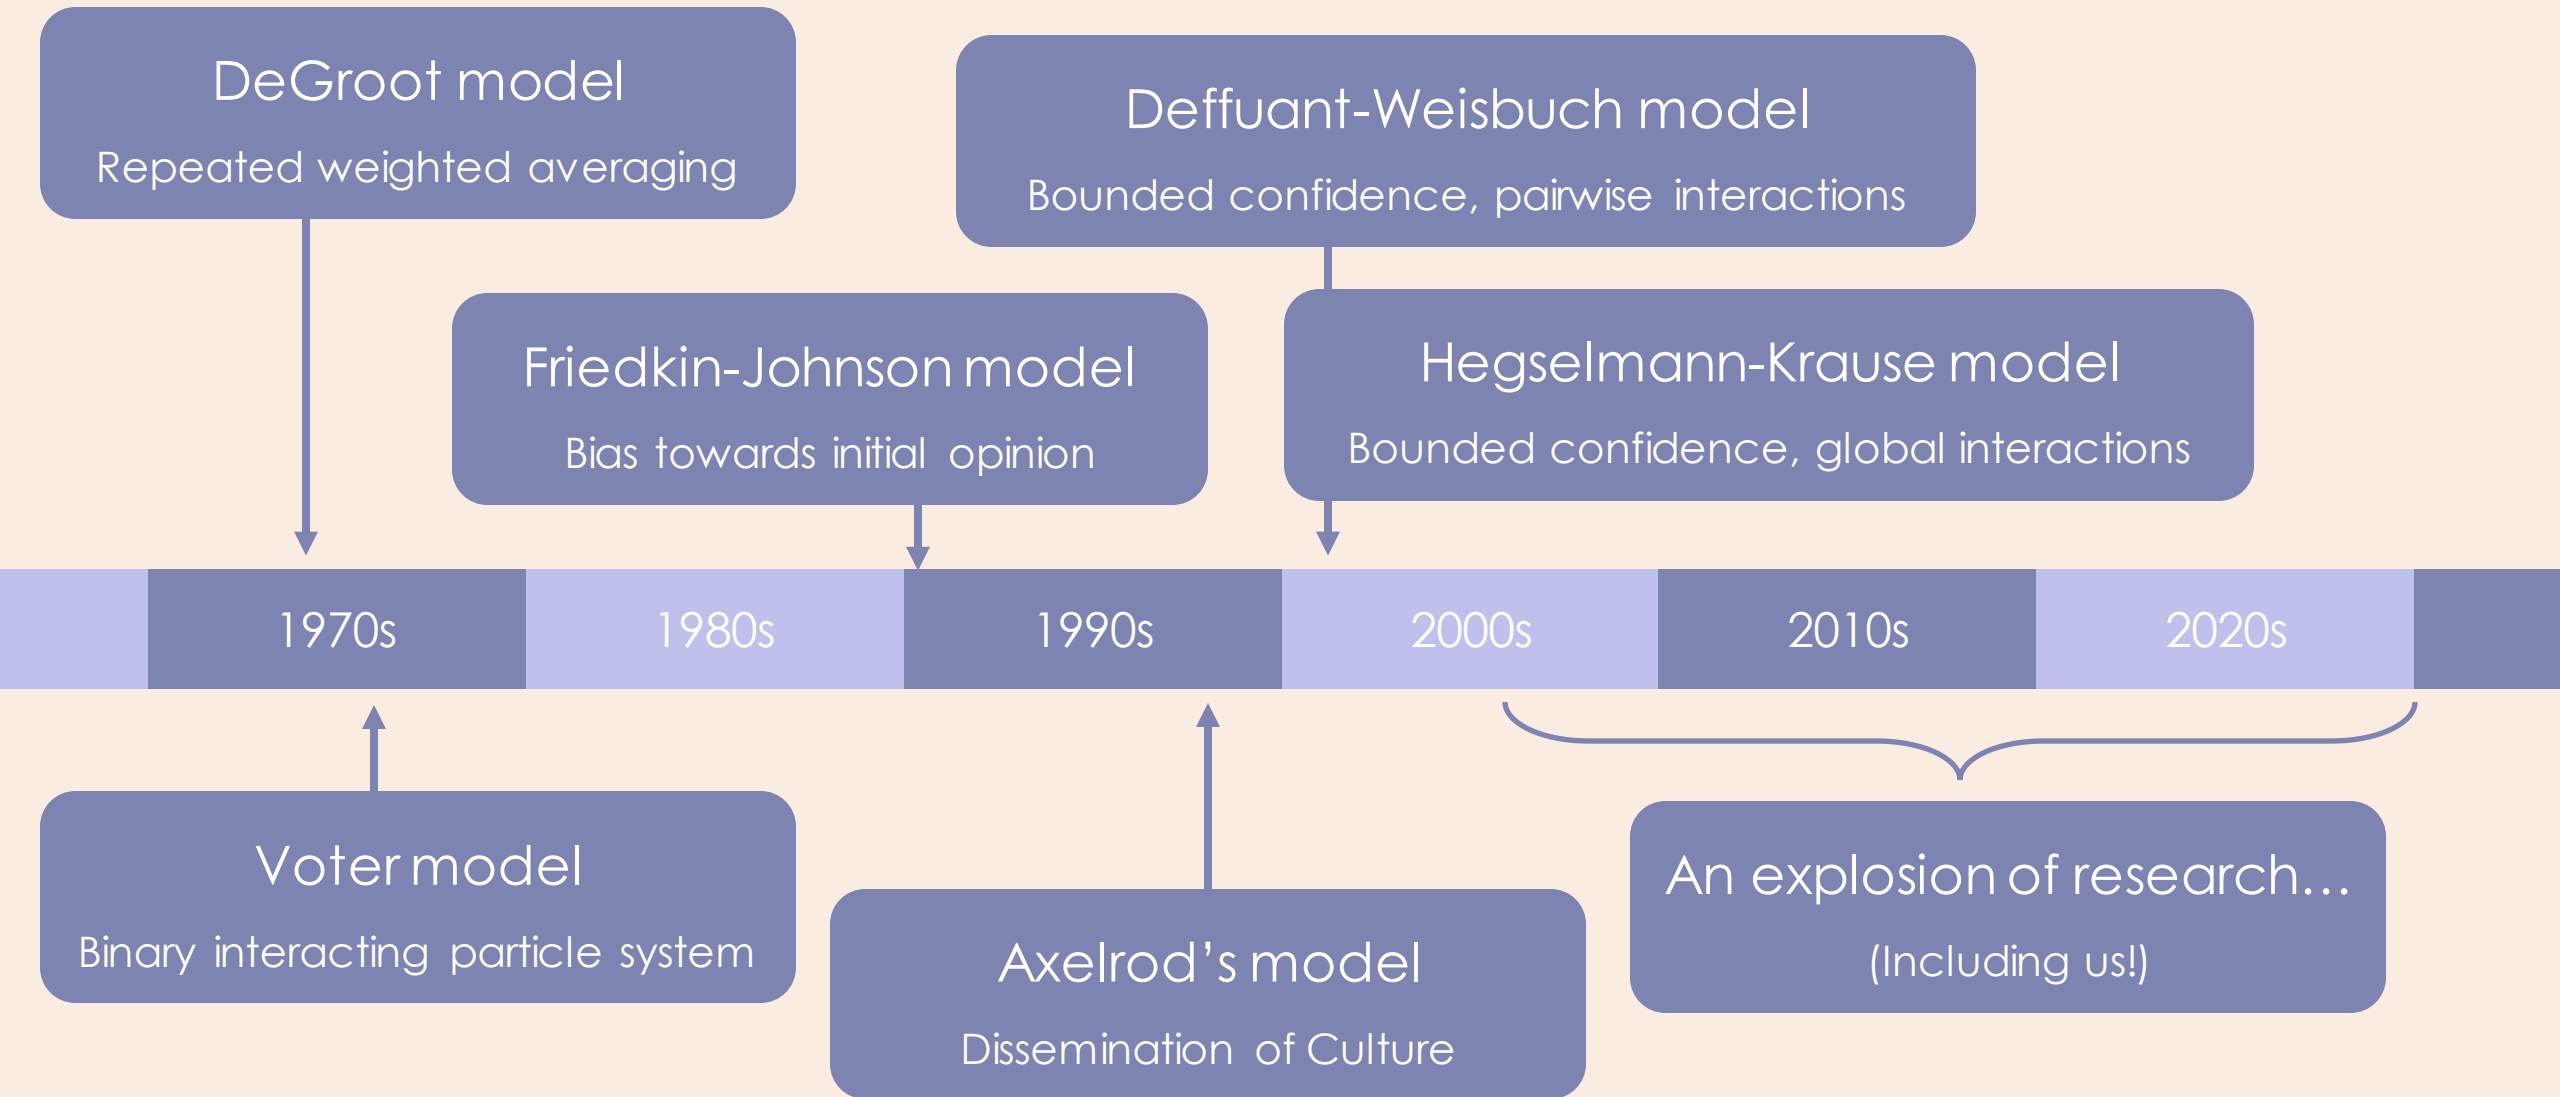 DeGroot model
Repeated weighted averaging
Deffuant-Weisbuch model
Bounded confidence, pairwise interactions
Friedkin-Johnson model
Bias towards initial opinion
Hegselmann-Krause model
Bounded confidence, global interactions
1970s
1980s
1990s
2000s
2010s
2020s
Voter model
Binary interacting particle system
Axelrod’s model
Dissemination of Culture
An explosion of research…
(Including us!)